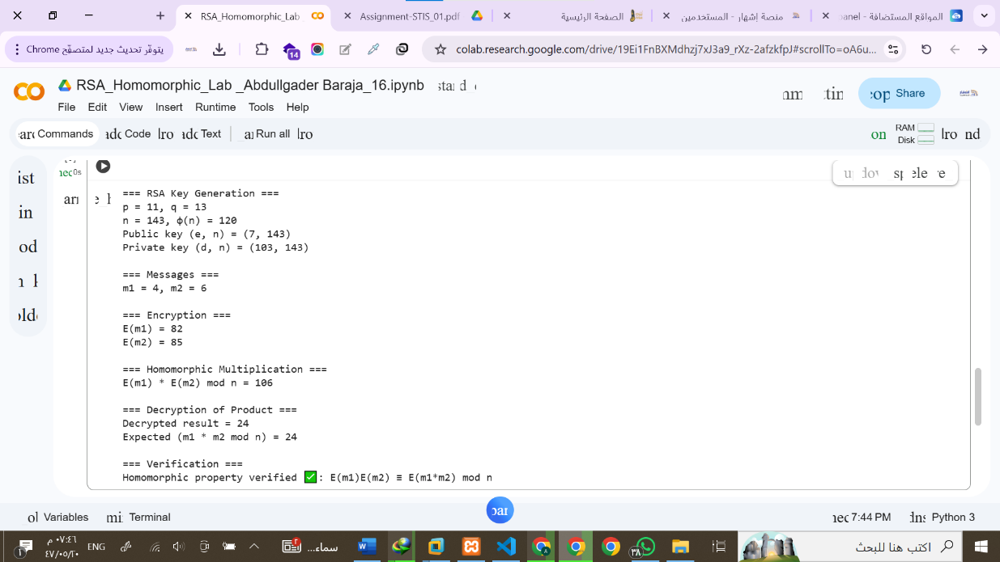 RSA_Homomorphic_Lab
Assignment-STIS_01.pdf
الصفحة الرئيسية
منصة إشهار - المستخدمين
المواقع المستضافة - anel
يتوفّر تحديث جديد لمتصفّح Chrome
14
colab.research.google.com/drive/19Ei1FnBXMdhzj7xJ3a9_rXz-2afzkfpJ#scrollTo=oA6u...
RSA_Homomorphic_Lab _Abdullgader Baraja_16.ipynb
File Edit View Insert Runtime Tools Help
Share
Commands Code Text Run all
RAM
Disk
0s
=== RSA Key Generation ===
p = 11, q = 13
n = 143, ϕ(n) = 120
Public key (e, n) = (7, 143)
Private key (d, n) = (103, 143)
=== Messages ===
m1 = 4, m2 = 6
=== Encryption ===
E(m1) = 82
E(m2) = 85
=== Homomorphic Multiplication ===
E(m1) * E(m2) mod n = 106
=== Decryption of Product ===
Decrypted result = 24
Expected (m1 * m2 mod n) = 24
=== Verification ===
Homomorphic property verified ✅: E(m1)E(m2) ≡ E(m1*m2) mod n
Variables Terminal
7:44 PM Python 3
٠٧:٤٦ م
٤٧/٠٥/٢٠
ENG
سماء...
٣٨
اكتب هنا للبحث